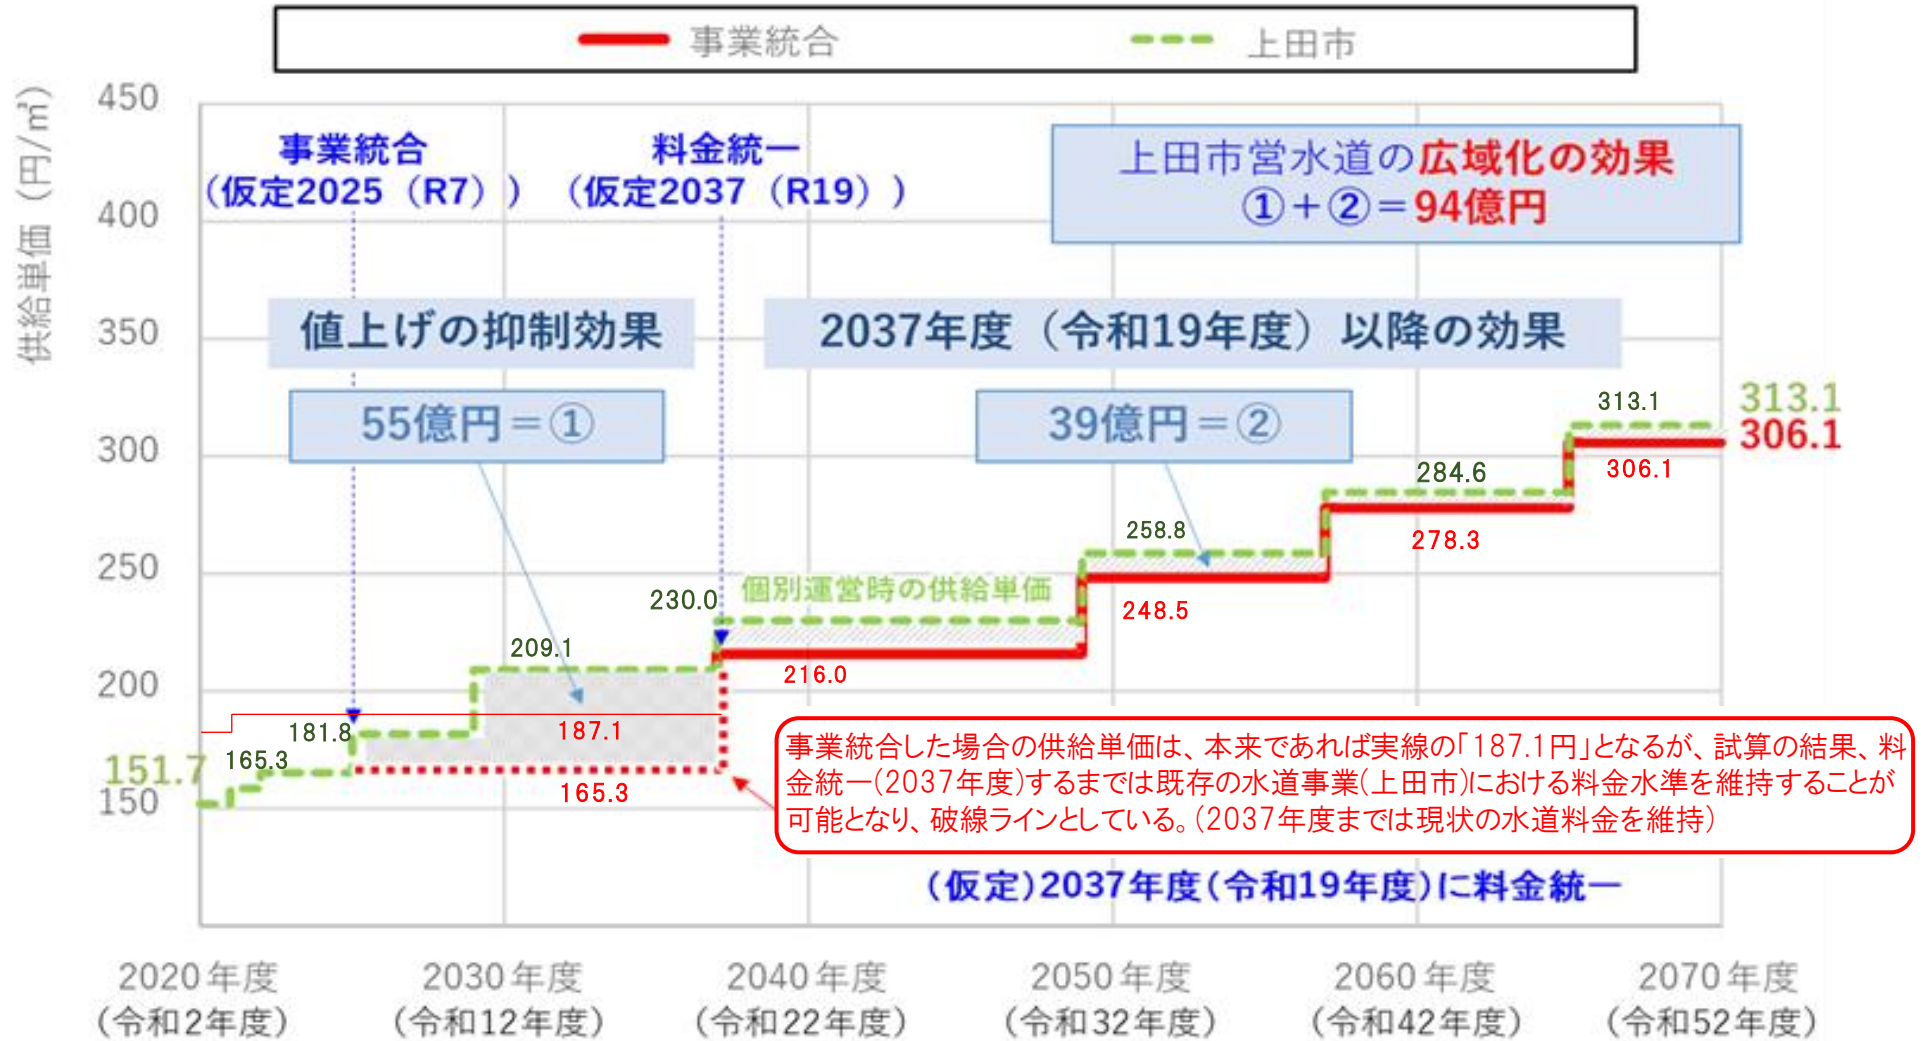 事業統合
上田市
供給単価（円/㎥）
450
400
350
300
250
200
150
事業統合
（仮定2025（R7））
料金統一
（仮定2037（R19））
上田市営水道の広域化の効果
①＋②＝94億円
値上げの抑制効果
2037年度（令和19年度）以降の効果
55億円＝①
39億円＝②
313.1
313.1
306.1
306.1
284.6
278.3
258.8
248.5
個別運営時の供給単価
230.0
216.0
209.1
187.1
181.8
165.3
151.7
165.3
事業統合した場合の供給単価は、本来であれば実線の「187.1円」となるが、試算の結果、料
金統一(2037年度)するまでは既存の水道事業(上田市)における料金水準を維持することが
可能となり、破線ラインとしている。(2037年度までは現状の水道料金を維持)
(仮定)2037年度(令和19年度)に料金統一
2020年度
(令和2年度)
2030年度
(令和12年度)
2040年度
(令和22年度)
2050年度
(令和32年度)
2060年度
(令和42年度)
2070年度
(令和52年度)